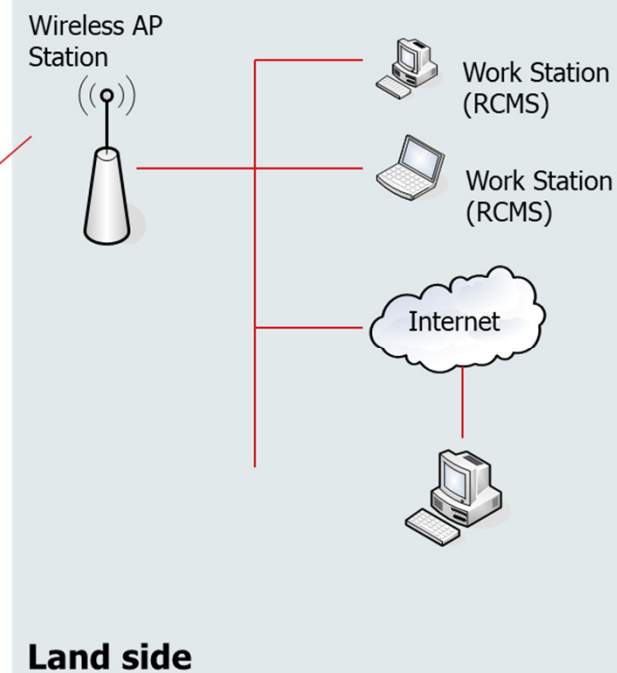 Wireless AP
Station
Work Station
(RCMS)
Work Station
(RCMS)
Internet
Land side